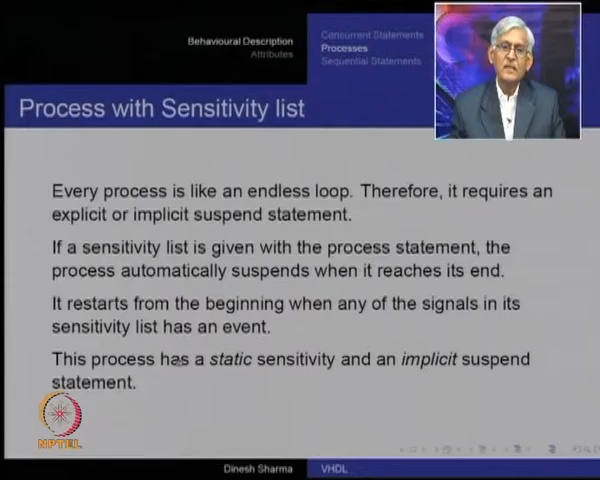 Behavioural Description
Attributes
Concurrent Statements
Processes
Sequential Statements
Process with Sensitivity list
Every process is like an endless loop. Therefore, it requires an
explicit or implicit suspend statement.
If a sensitivity list is given with the process statement, the
process automatically suspends when it reaches its end.
It restarts from the beginning when any of the signals in its
sensitivity list has an event.
This process has a static sensitivity and an implicit suspend
statement.
NPTEL
Dinesh Sharma
VHDL